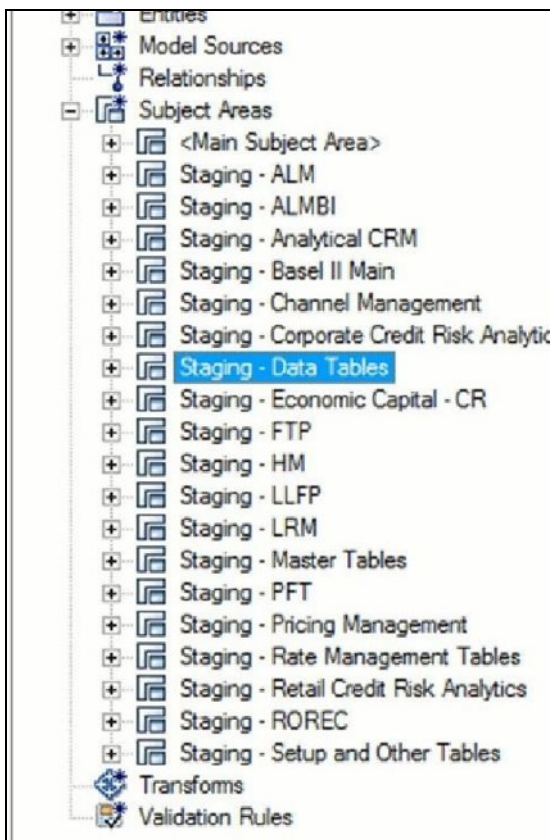 Entities
Model Sources
Relationships
Subject Areas
<Main Subject Area>
Staging - ALM
Staging - ALMBI
Staging - Analytical CRM
Staging - Basel II Main
Staging - Channel Management
Staging - Corporate Credit Risk Analytic
Staging - Data Tables
Staging - Economic Capital - CR
Staging - FTP
Staging - HM
Staging - LLFP
Staging - LRM
Staging - Master Tables
Staging - PFT
Staging - Pricing Management
Staging - Rate Management Tables
Staging - Retail Credit Risk Analytics
Staging - ROREC
Staging - Setup and Other Tables
Transforms
Validation Rules